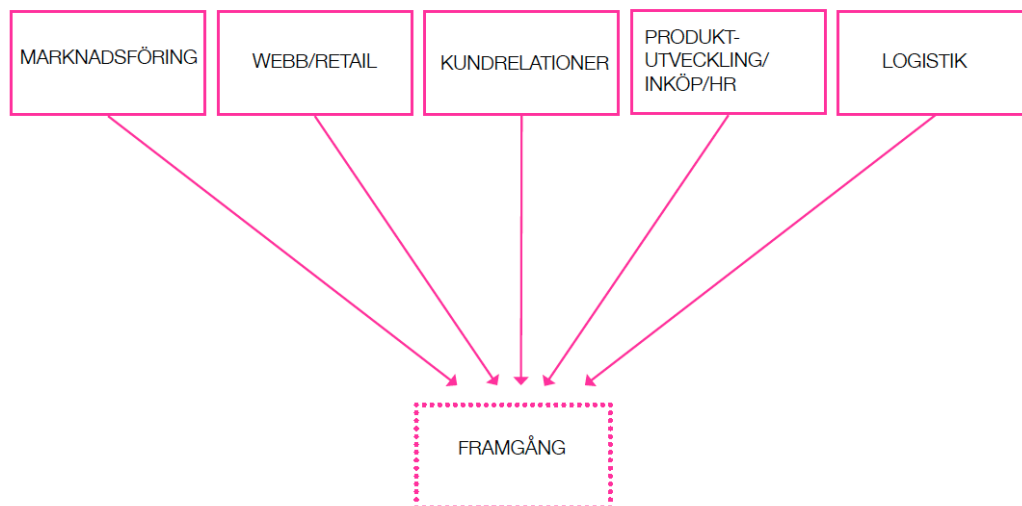 MARKNADSFÖRING
WEBB/RETAIL
KUNDRELATIONER
PRODUKT-
UTVECKLING/
INKÖP/HR
LOGISTIK
FRAMGÅNG